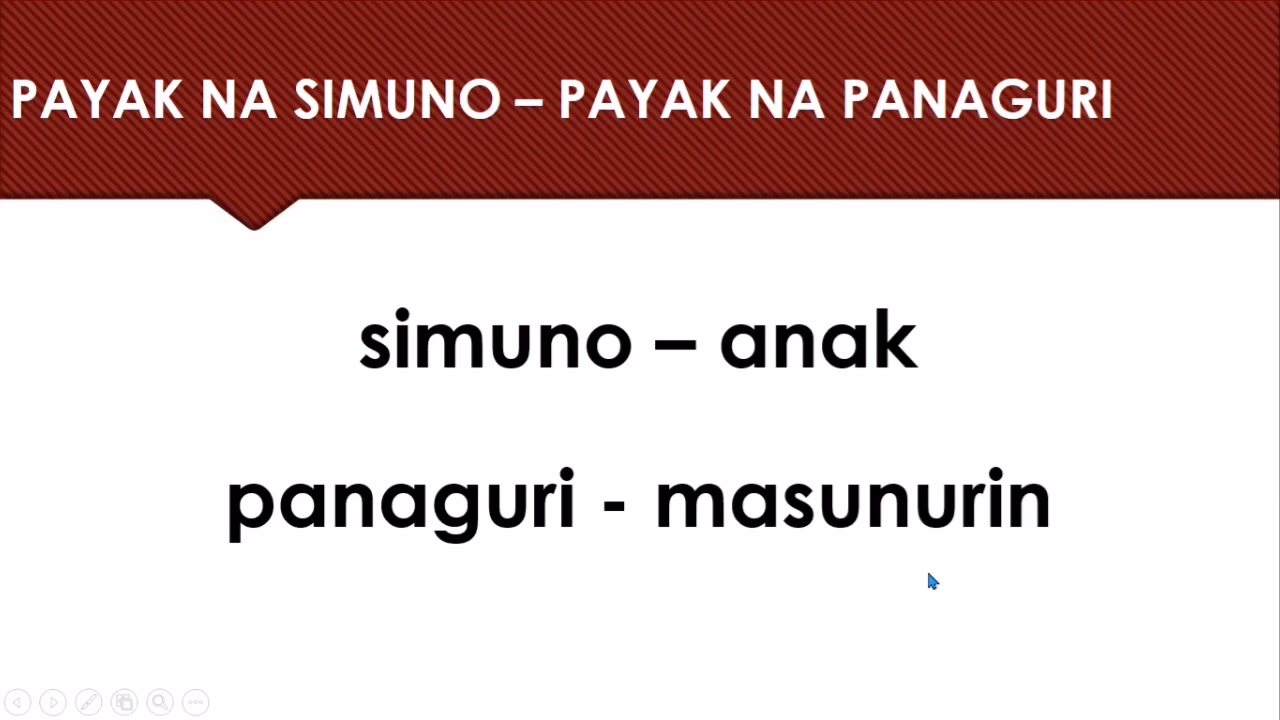 PAYAK NA SIMUNO – PAYAK NA PANAGURI
simuno – anak
panaguri - masunurin